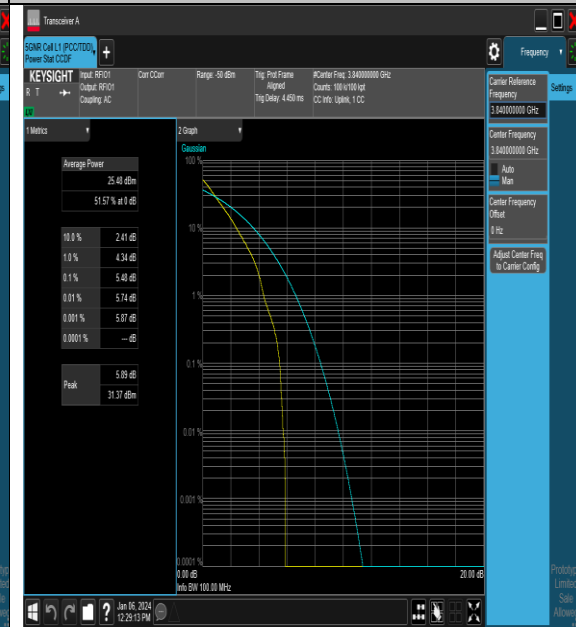 Transceiver A
5GNR Cell L1 (PCC/TDD),
Power Stat CCDF
+
Frequency
KEYSIGHT
R T
Input: RFIO1
Output: RFIO1
Coupling: AC
Corr CCorr
Range: -50 dBm
Trig: Prot Frame
Aligned
Trig Delay: 4.450 ms
#Center Freq: 3.840000000 GHz
Counts: 100 k/100 kpt
CC Info: Uplink, 1 CC
Carrier Reference
Frequency
3.840000000 GHz
Settings
Center Frequency
3.840000000 GHz
Auto
Man
Center Frequency
Offset
0 Hz
Adjust Center Freq
to Carrier Config
1 Metrics
Average Power
25.48 dBm
51.57 % at 0 dB
10.0 % 2.41 dB
1.0 % 4.34 dB
0.1 % 5.48 dB
0.01 % 5.74 dB
0.001 % 5.87 dB
0.0001 % --- dB
Peak
5.89 dB
31.37 dBm
2 Graph
Gaussian
100 %
10 %
1 %
0.1 %
0.01 %
0.001 %
0.0001 %
0.00 dB
20.00 dB
Info BW 100.00 MHz
?
Jan 06, 2024
12:29:13 PM